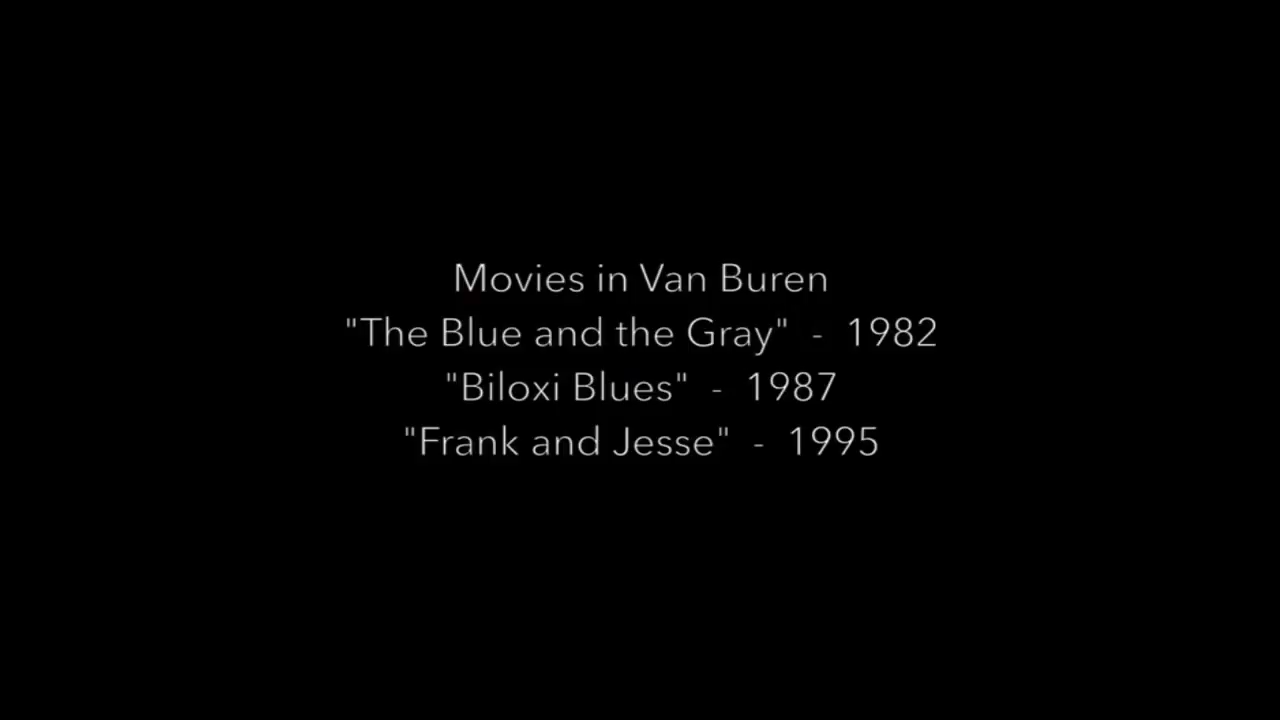 Movies in Van Buren
"The Blue and the Gray"  -  1982
"Biloxi Blues"  -  1987
"Frank and Jesse"  -  1995